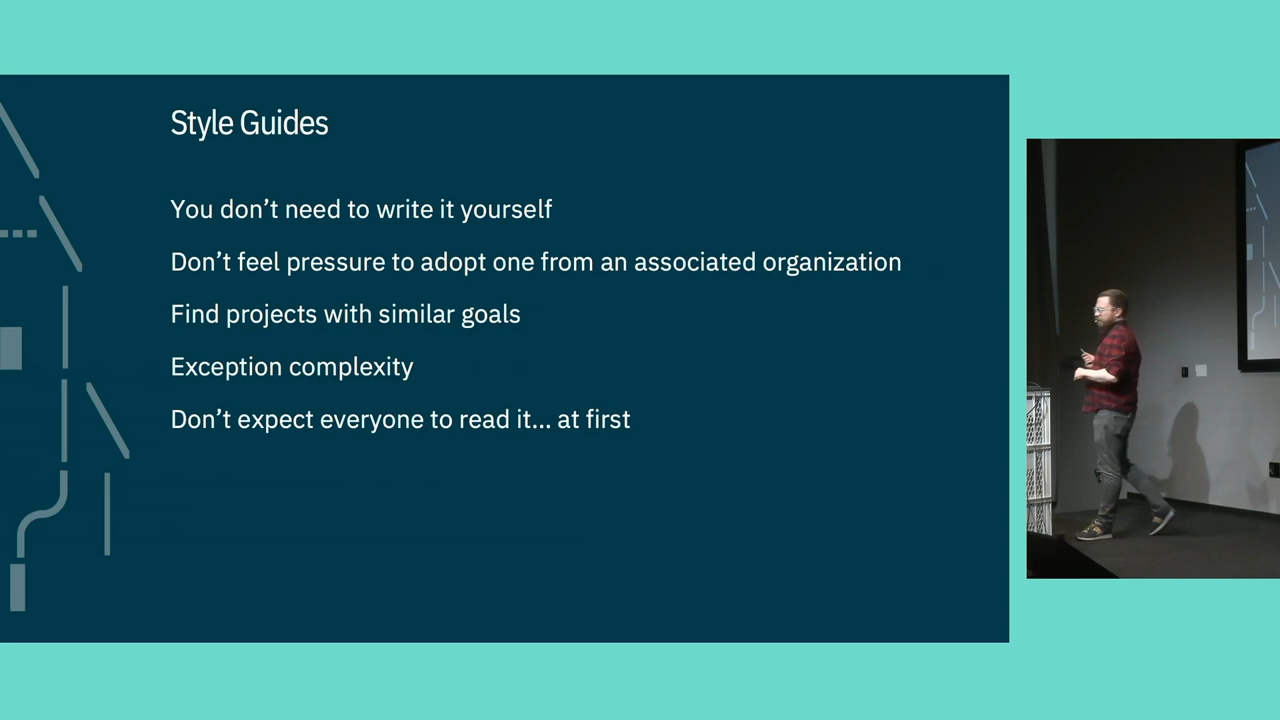 Style Guides
You don’t need to write it yourself
Don’t feel pressure to adopt one from an associated organization
Find projects with similar goals
Exception complexity
Don’t expect everyone to read it... at first